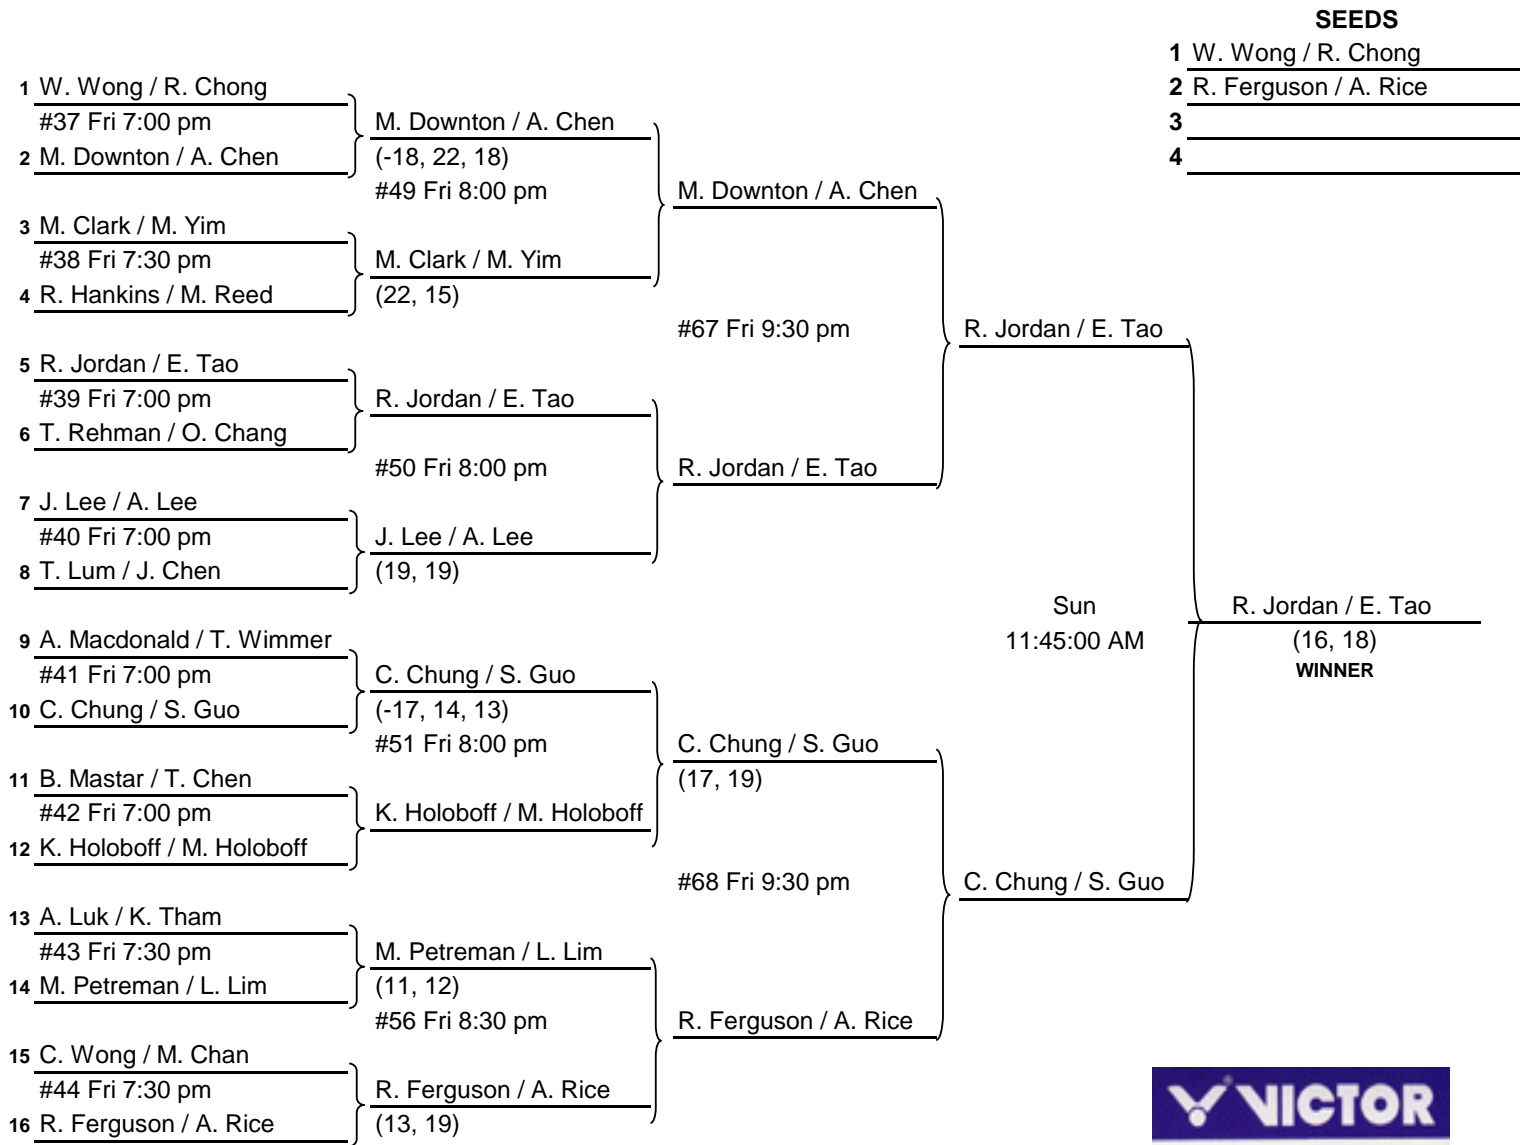 SEEDS
1 W. Wong / R. Chong
2 R. Ferguson / A. Rice
3
4
1 W. Wong / R. Chong
#37 Fri 7:00 pm
2 M. Downton / A. Chen
3 M. Clark / M. Yim
#38 Fri 7:30 pm
4 R. Hankins / M. Reed
5 R. Jordan / E. Tao
#39 Fri 7:00 pm
6 T. Rehman / O. Chang
7 J. Lee / A. Lee
#40 Fri 7:00 pm
8 T. Lum / J. Chen
9 A. Macdonald / T. Wimmer
#41 Fri 7:00 pm
10 C. Chung / S. Guo
11 B. Mastar / T. Chen
#42 Fri 7:00 pm
12 K. Holoboff / M. Holoboff
13 A. Luk / K. Tham
#43 Fri 7:30 pm
14 M. Petreman / L. Lim
15 C. Wong / M. Chan
#44 Fri 7:30 pm
16 R. Ferguson / A. Rice
M. Downton / A. Chen
(-18, 22, 18)
#49 Fri 8:00 pm
M. Clark / M. Yim
(22, 15)
R. Jordan / E. Tao
#50 Fri 8:00 pm
J. Lee / A. Lee
(19, 19)
C. Chung / S. Guo
(-17, 14, 13)
#51 Fri 8:00 pm
K. Holoboff / M. Holoboff
M. Petreman / L. Lim
(11, 12)
#56 Fri 8:30 pm
R. Ferguson / A. Rice
(13, 19)
M. Downton / A. Chen
#67 Fri 9:30 pm
R. Jordan / E. Tao
C. Chung / S. Guo
(17, 19)
#68 Fri 9:30 pm
R. Ferguson / A. Rice
R. Jordan / E. Tao
Sun
11:45:00 AM
C. Chung / S. Guo
R. Jordan / E. Tao
(16, 18)
WINNER
VICTOR